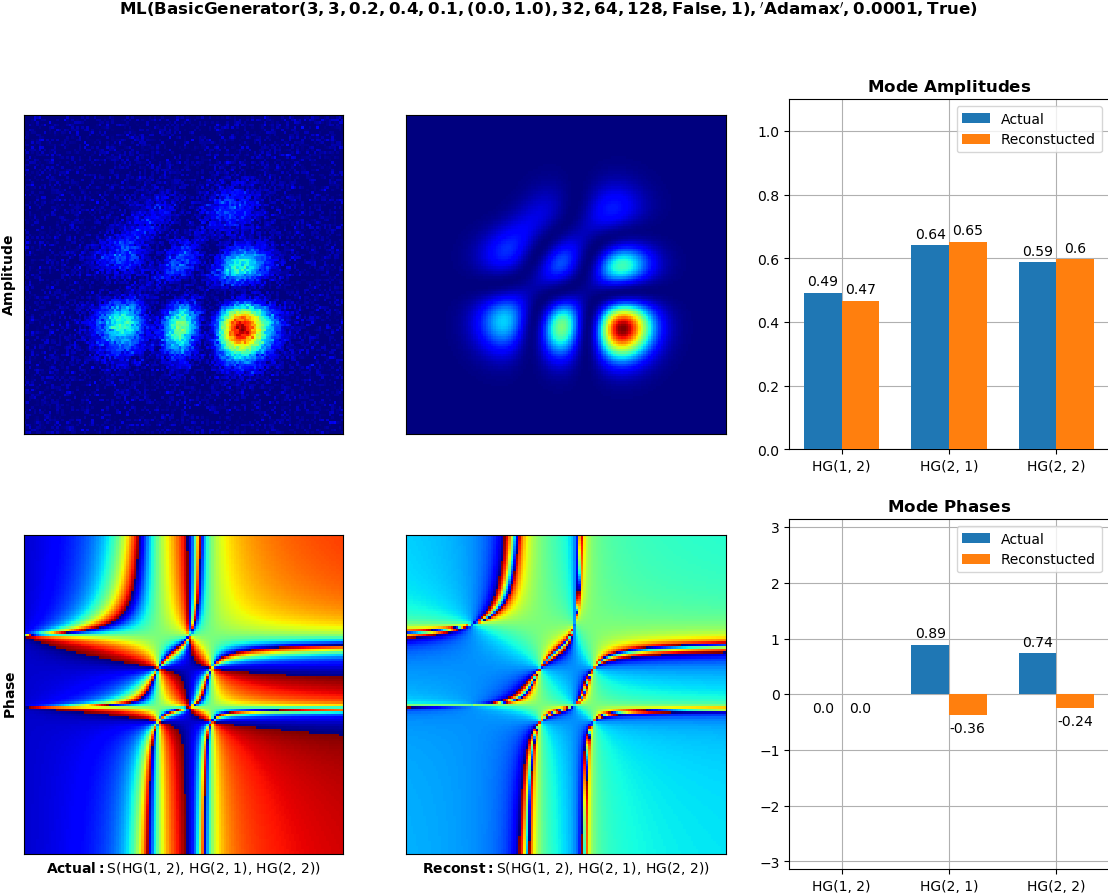 ML(BasicGenerator(3, 3, 0.2, 0.4, 0.1, (0.0, 1.0), 32, 64, 128, False, 1), 'Adamax', 0.0001, True)
Amplitude
Mode Amplitudes
Actual
Reconstucted
1.0
0.8
0.6
0.4
0.2
0.0
0.49
0.47
0.64
0.65
0.59
0.6
HG(1, 2)
HG(2, 1)
HG(2, 2)
Phase
Actual: S(HG(1, 2), HG(2, 1), HG(2, 2))
Reconst: S(HG(1, 2), HG(2, 1), HG(2, 2))
Mode Phases
Actual
Reconstucted
3
2
1
0
−1
−2
−3
0.0
0.0
0.89
-0.36
0.74
-0.24
HG(1, 2)
HG(2, 1)
HG(2, 2)